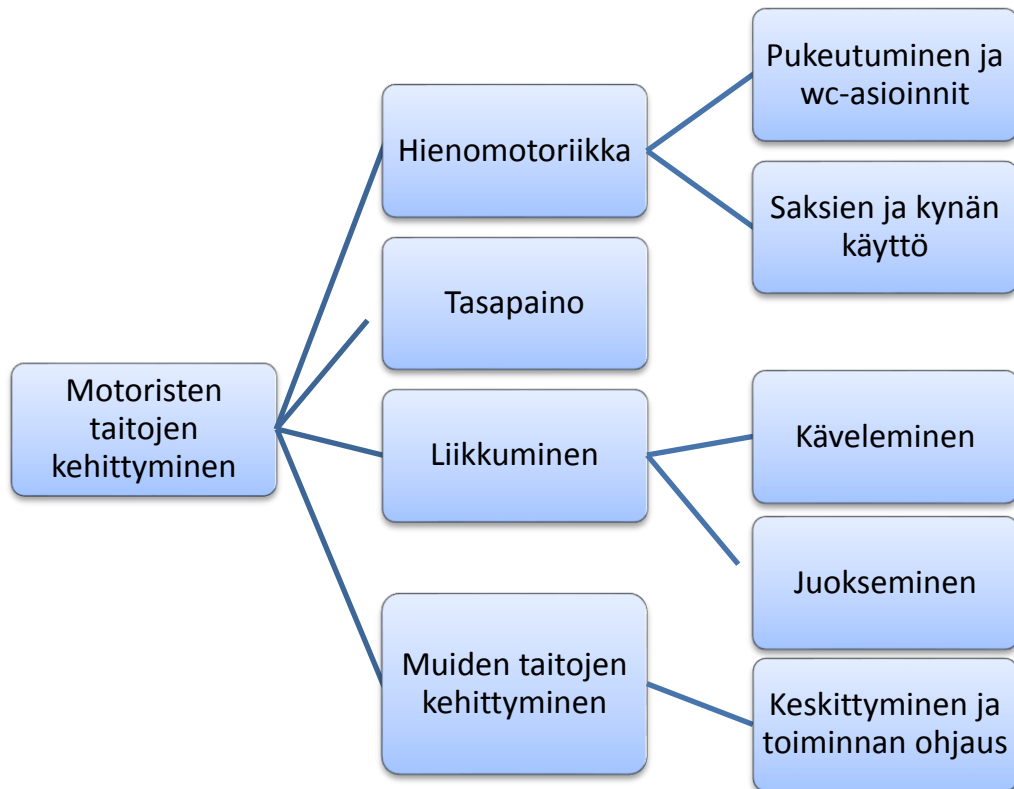 Motoristen
taitojen
kehittyminen
Hienomotoriikka
Pukeutuminen ja
wc-asioinnit
Saksien ja kynän
käyttö
Tasapaino
Liikkuminen
Käveleminen
Juokseminen
Muiden taitojen
kehittyminen
Keskittyminen ja
toiminnan ohjaus